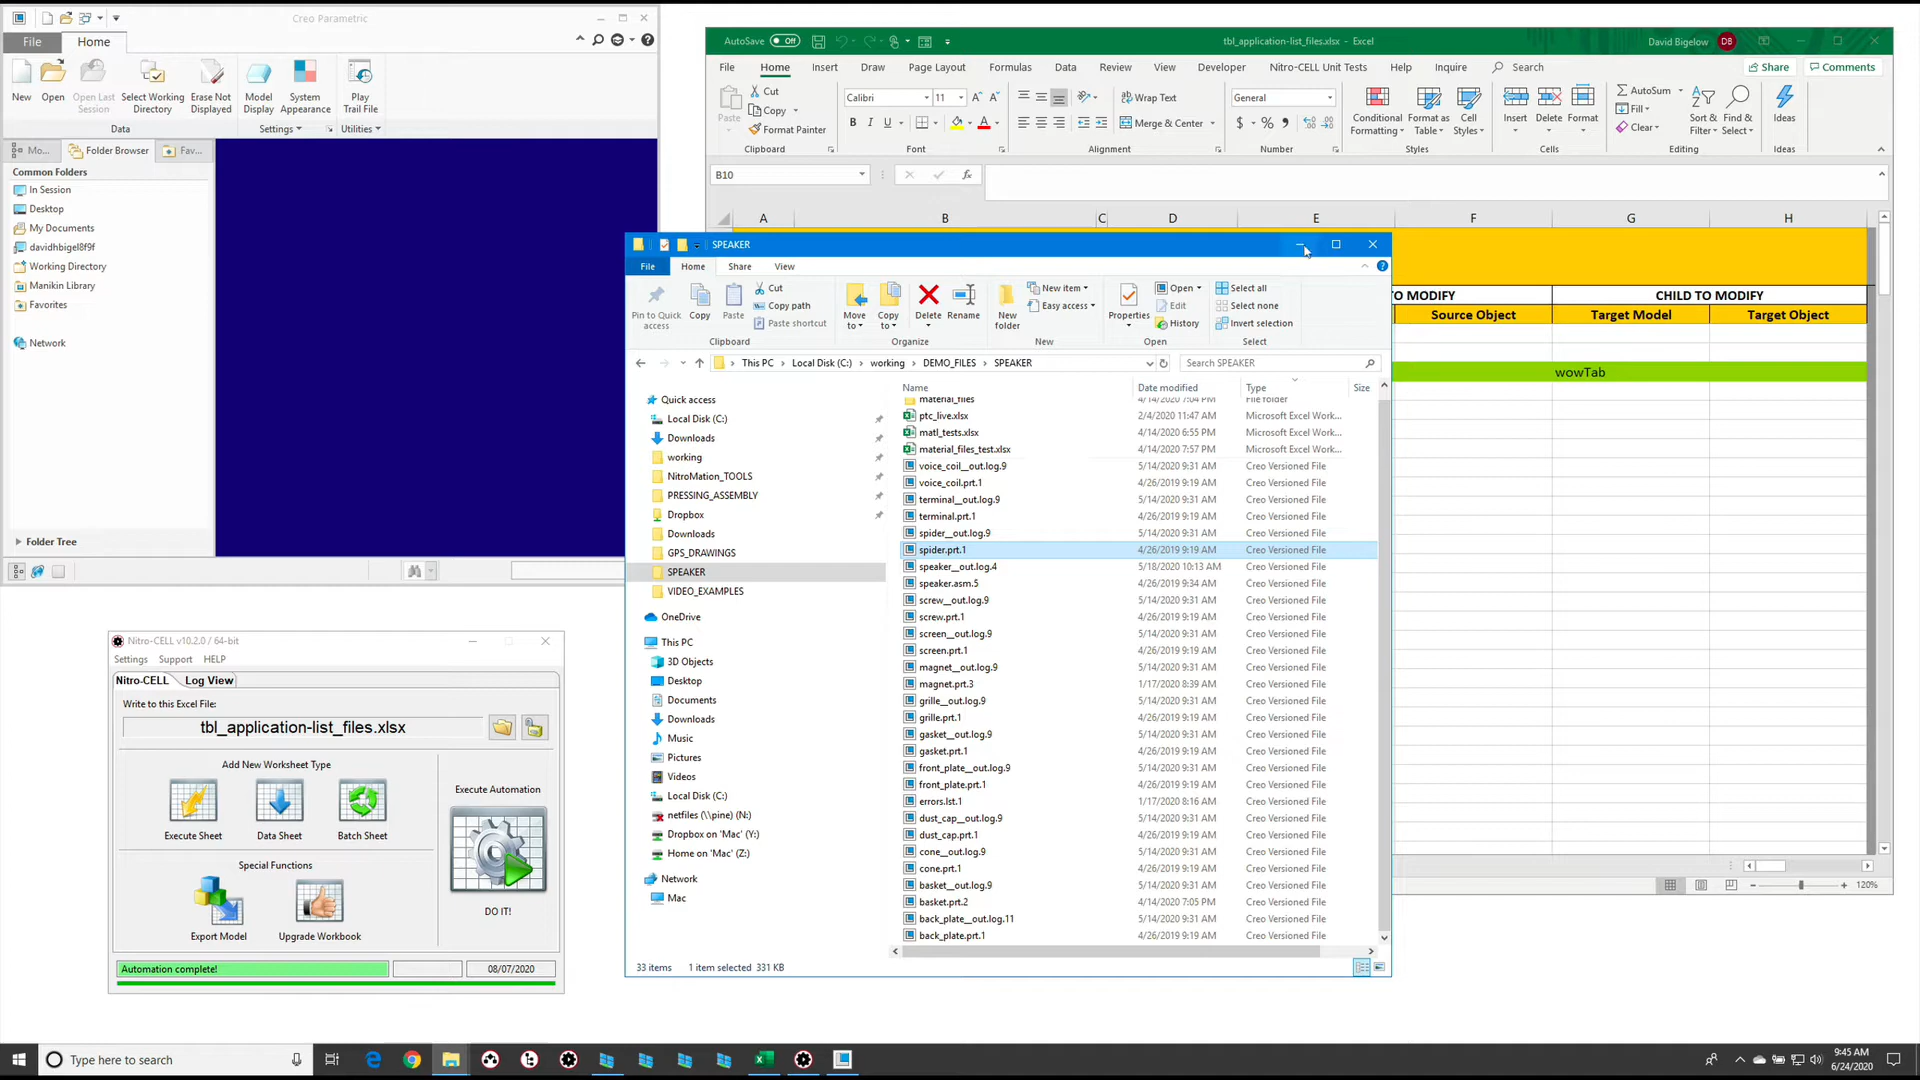 Creo Parametric
File
Home
New
Open
Open Last Session
Select Working Directory
Erase Not Displayed
Model Display
System Appearance
Play Trail File
Data
Settings
Utilities
Mo...
Folder Browser
Fav...
Common Folders
In Session
Desktop
My Documents
davidhbigel8f9f
Working Directory
Manikin Library
Favorites
Network
Folder Tree
AutoSave Off
tbl_application-list_files.xlsx - Excel
David Bigelow DB
File Home Insert Draw Page Layout Formulas Data Review View Developer Nitro-CELL Unit Tests Help Inquire Search
Share
Comments
Paste
Cut
Copy
Format Painter
Clipboard
Calibri 11
B I U
Font
Wrap Text
Merge & Center
Alignment
General
$ %
Number
Conditional Formatting
Format as Table
Cell Styles
Styles
Insert Delete Format
Cells
AutoSum
Fill
Clear
Sort & Filter
Find & Select
Editing
Ideas
Ideas
B10
fx
A B C D E F G H
TO MODIFY
CHILD TO MODIFY
Source Object
Target Model
Target Object
wowTab
120%
SPEAKER
File Home Share View
Pin to Quick access
Copy
Paste
Cut
Copy path
Paste shortcut
Clipboard
Move to
Copy to
Delete
Rename
Organize
New folder
New item
Easy access
New
Properties
Open
Edit
History
Open
Select all
Select none
Invert selection
Select
This PC > Local Disk (C:) > working > DEMO_FILES > SPEAKER
Search SPEAKER
Quick access
Local Disk (C:)
Downloads
working
NitroMation_TOOLS
PRESSING_ASSEMBLY
Dropbox
Downloads
GPS_DRAWINGS
SPEAKER
VIDEO_EXAMPLES
OneDrive
This PC
3D Objects
Desktop
Documents
Downloads
Music
Pictures
Videos
Local Disk (C:)
netfiles (\\pine) (N:)
Dropbox on 'Mac' (Y:)
Home on 'Mac' (Z:)
Network
Mac
Name Date modified Type Size
material_files 4/14/2020 7:04 PM File folder
ptc_live.xlsx 2/4/2020 11:47 AM Microsoft Excel Work...
matl_tests.xlsx 4/14/2020 6:55 PM Microsoft Excel Work...
material_files_test.xlsx 4/14/2020 7:57 PM Microsoft Excel Work...
voice_coil__out.log.9 5/14/2020 9:31 AM Creo Versioned File
voice_coil.prt.1 4/26/2019 9:19 AM Creo Versioned File
terminal__out.log.9 5/14/2020 9:31 AM Creo Versioned File
terminal.prt.1 4/26/2019 9:19 AM Creo Versioned File
spider__out.log.9 5/14/2020 9:31 AM Creo Versioned File
spider.prt.1 4/26/2019 9:19 AM Creo Versioned File
speaker__out.log.4 5/18/2020 10:13 AM Creo Versioned File
speaker.asm.5 4/26/2019 9:34 AM Creo Versioned File
screw__out.log.9 5/14/2020 9:31 AM Creo Versioned File
screw.prt.1 4/26/2019 9:19 AM Creo Versioned File
screen__out.log.9 5/14/2020 9:31 AM Creo Versioned File
screen.prt.1 4/26/2019 9:19 AM Creo Versioned File
magnet__out.log.9 5/14/2020 9:31 AM Creo Versioned File
magnet.prt.3 1/17/2020 8:39 AM Creo Versioned File
grille__out.log.9 5/14/2020 9:31 AM Creo Versioned File
grille.prt.1 4/26/2019 9:19 AM Creo Versioned File
gasket__out.log.9 5/14/2020 9:31 AM Creo Versioned File
gasket.prt.1 4/26/2019 9:19 AM Creo Versioned File
front_plate__out.log.9 5/14/2020 9:31 AM Creo Versioned File
front_plate.prt.1 4/26/2019 9:19 AM Creo Versioned File
errors.lst.1 1/17/2020 8:16 AM Creo Versioned File
dust_cap__out.log.9 5/14/2020 9:31 AM Creo Versioned File
dust_cap.prt.1 4/26/2019 9:19 AM Creo Versioned File
cone__out.log.9 5/14/2020 9:31 AM Creo Versioned File
cone.prt.1 4/26/2019 9:19 AM Creo Versioned File
basket__out.log.9 5/14/2020 9:31 AM Creo Versioned File
basket.prt.2 4/14/2020 7:05 PM Creo Versioned File
back_plate__out.log.11 5/14/2020 9:31 AM Creo Versioned File
back_plate.prt.1 4/26/2019 9:19 AM Creo Versioned File
33 items 1 item selected 331 KB
Nitro-CELL v10.2.0 / 64-bit
Settings Support HELP
Nitro-CELL Log View
Write to this Excel File:
tbl_application-list_files.xlsx
Add New Worksheet Type
Execute Sheet
Data Sheet
Batch Sheet
Special Functions
Export Model
Upgrade Workbook
Execute Automation
DO IT!
Automation complete!
08/07/2020
Type here to search
9:45 AM
6/24/2020